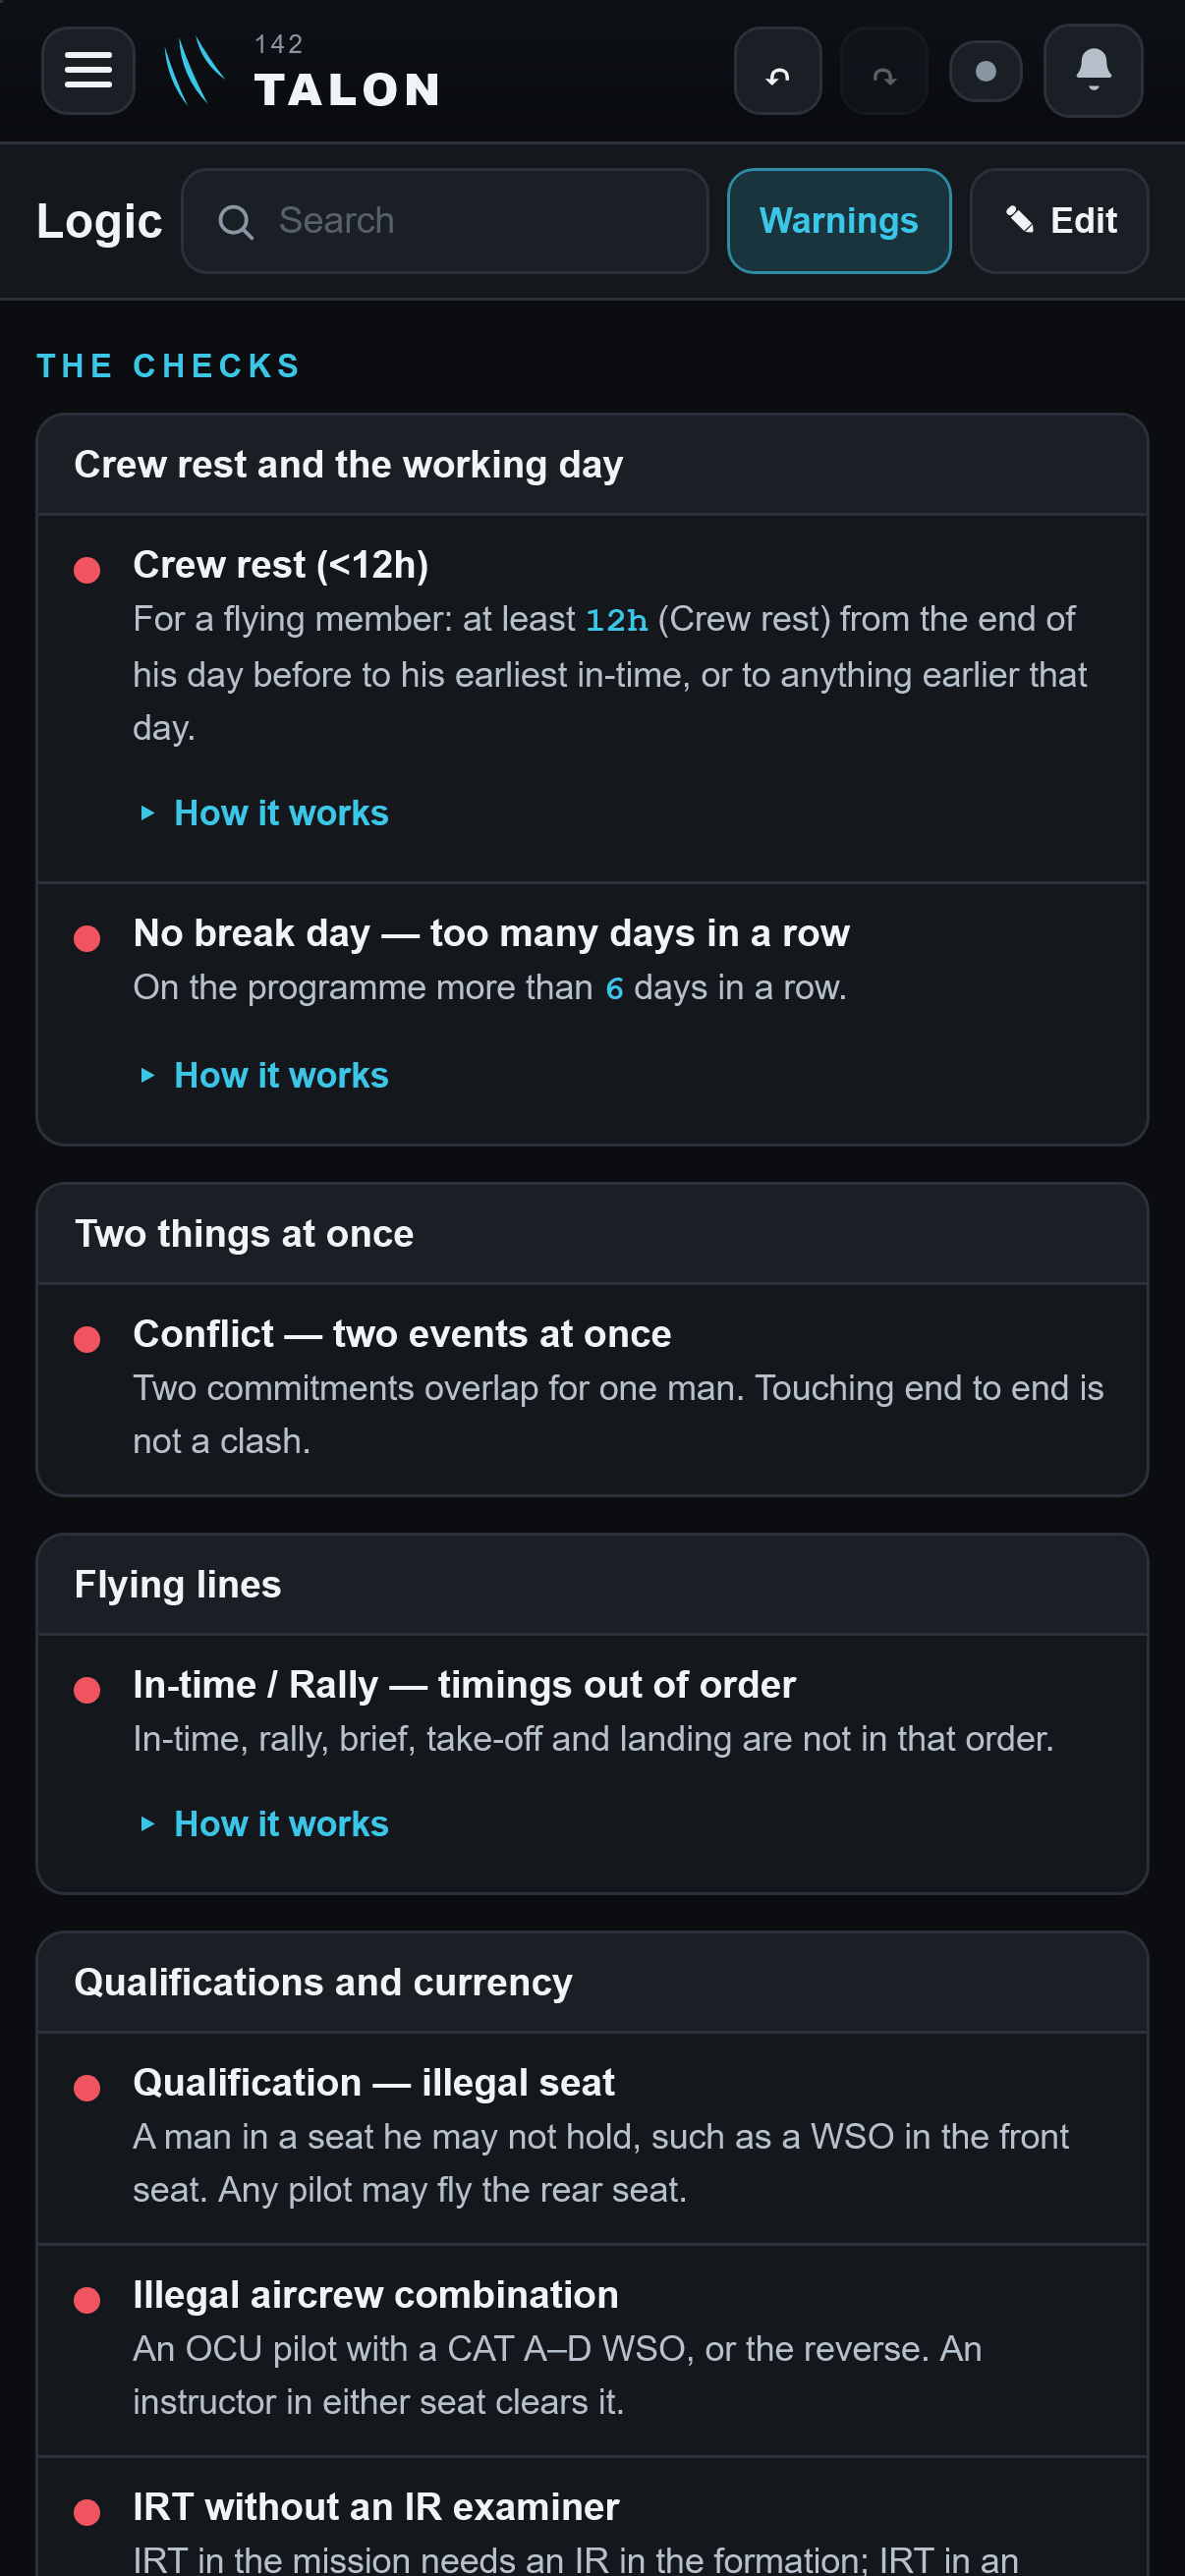 142
TALON
Logic
Search
Warnings
Edit
THE CHECKS
Crew rest and the working day
Crew rest (<12h)
For a flying member: at least 12h (Crew rest) from the end of
his day before to his earliest in-time, or to anything earlier that
day.
How it works
No break day — too many days in a row
On the programme more than 6 days in a row.
How it works
Two things at once
Conflict — two events at once
Two commitments overlap for one man. Touching end to end is
not a clash.
Flying lines
In-time / Rally — timings out of order
In-time, rally, brief, take-off and landing are not in that order.
How it works
Qualifications and currency
Qualification — illegal seat
A man in a seat he may not hold, such as a WSO in the front
seat. Any pilot may fly the rear seat.
Illegal aircrew combination
An OCU pilot with a CAT A–D WSO, or the reverse. An
instructor in either seat clears it.
IRT without an IR examiner
IRT in the mission needs an IR in the formation; IRT in an